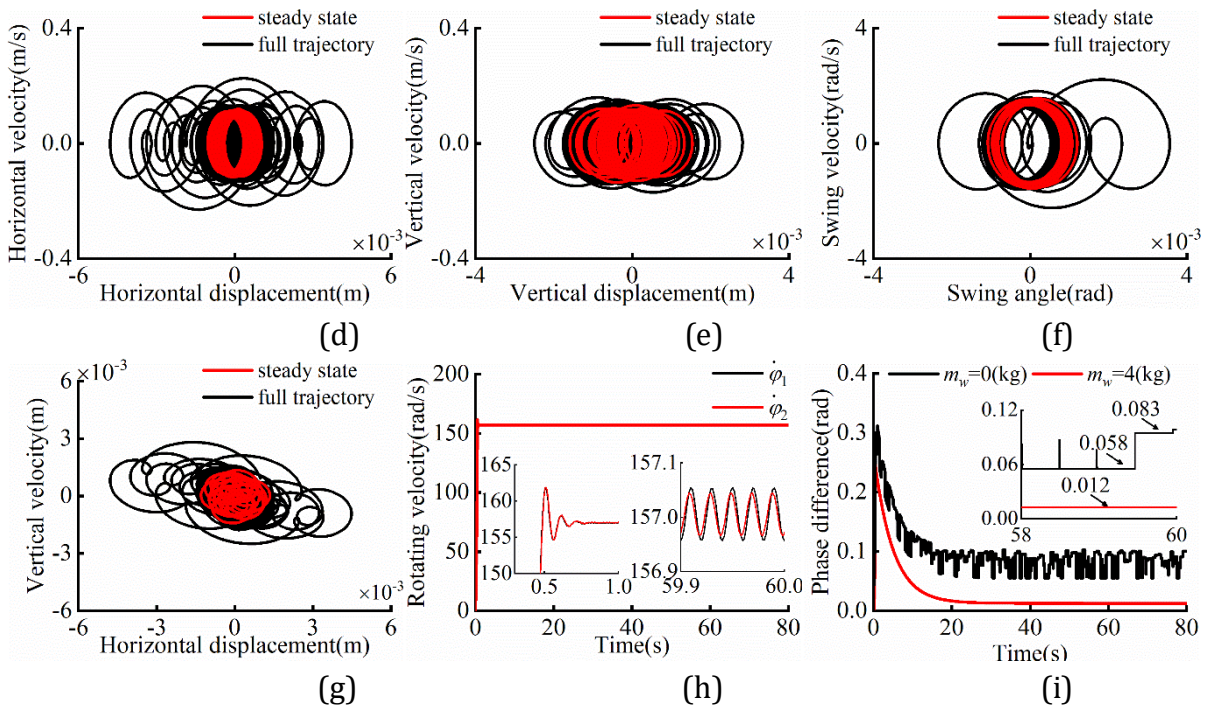 0.4
steady state
full trajectory
Horizontal velocity(m/s)
0.0
-0.4
×10-3
-6 0 6
Horizontal displacement(m)
(d)
0.4
steady state
full trajectory
Vertical velocity(m/s)
0.0
-0.4
×10-3
-4 0 4
Vertical displacement(m)
(e)
4
steady state
full trajectory
Swing velocity(rad/s)
0
-4
×10-3
-4 0 4
Swing angle(rad)
(f)
6 ×10-3
steady state
full trajectory
Vertical velocity(m)
3
0
-3
-6
×10-3
-6 -3 0 3 6
Horizontal displacement(m)
(g)
200
150
100
50
0
Rotating velocity(rad/s)
φ̇1
φ̇2
165
160
155
150
0.5 1.0
157.1
157.0
156.9
59.9 60.0
0 20 40 60 80
Time(s)
(h)
0.4
0.3
0.2
0.1
0.0
Phase difference(rad)
mw=0(kg) mw=4(kg)
0.12
0.06
0.00
0.083
0.058
0.012
58 60
0 20 40 60 80
Time(s)
(i)